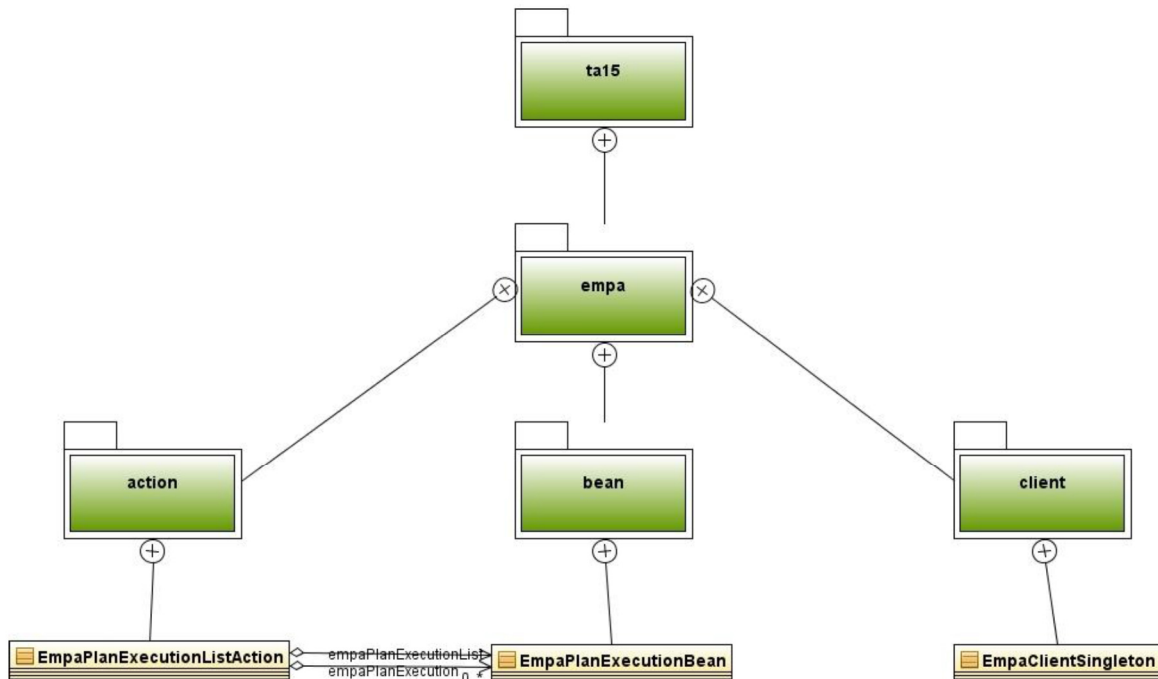 ta15
empa
action
bean
client
EmpaPlanExecutionListAction
empaPlanExecutionList
empaPlanExecution
0..*
EmpaPlanExecutionBean
EmpaClientSingleton